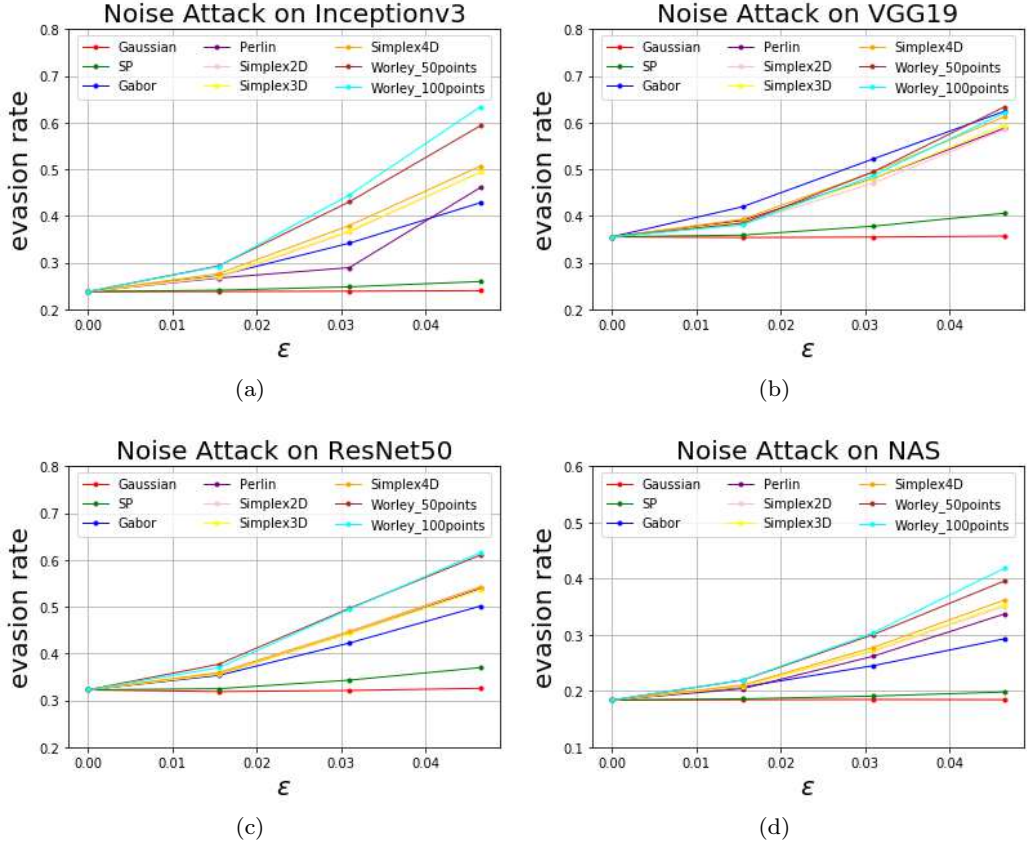 Noise Attack on Inceptionv3
Gaussian Perlin Simplex4D
SP Simplex2D Worley_50points
Gabor Simplex3D Worley_100points
evasion rate
0.8
0.7
0.6
0.5
0.4
0.3
0.2
0.00 0.01 0.02 0.03 0.04
ε
(a)
Noise Attack on VGG19
Gaussian Perlin Simplex4D
SP Simplex2D Worley_50points
Gabor Simplex3D Worley_100points
evasion rate
0.8
0.7
0.6
0.5
0.4
0.3
0.2
0.00 0.01 0.02 0.03 0.04
ε
(b)
Noise Attack on ResNet50
Gaussian Perlin Simplex4D
SP Simplex2D Worley_50points
Gabor Simplex3D Worley_100points
evasion rate
0.8
0.7
0.6
0.5
0.4
0.3
0.2
0.00 0.01 0.02 0.03 0.04
ε
(c)
Noise Attack on NAS
Gaussian Perlin Simplex4D
SP Simplex2D Worley_50points
Gabor Simplex3D Worley_100points
evasion rate
0.6
0.5
0.4
0.3
0.2
0.1
0.00 0.01 0.02 0.03 0.04
ε
(d)